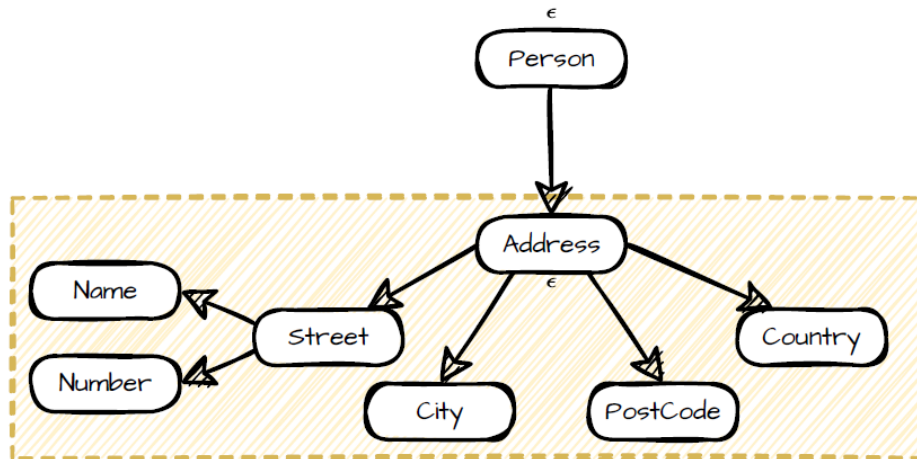 ϵ
Person
Address
ϵ
Name
Street
Country
Number
City
PostCode